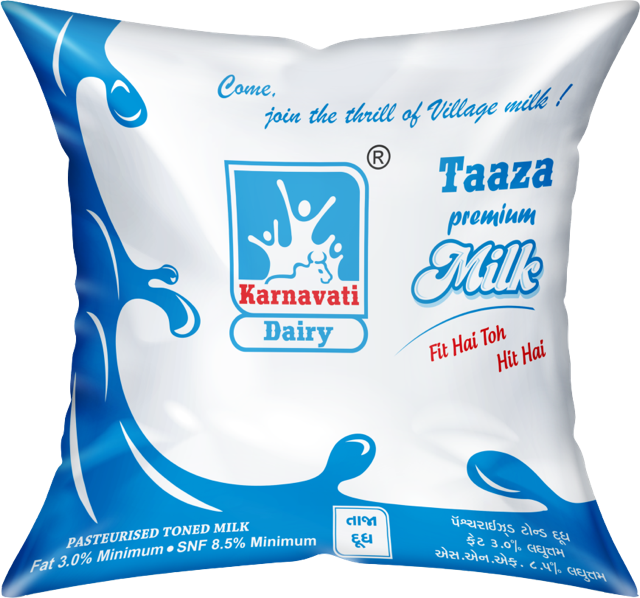 Come,
join the thrill of Village milk !
®
Karnavati
Dairy
Taaza
premium
Milk
Fit Hai Toh
Hit Hai
PASTEURISED TONED MILK
Fat 3.0% Minimum • SNF 8.5% Minimum
તાજા
દૂધ
પૅશ્ચરાઈઝ્ડ ટોન્ડ દૂધ
ફેટ ૩.૦% લઘુત્તમ
એસ.એન.એફ. ૮.૫% લઘુત્તમ